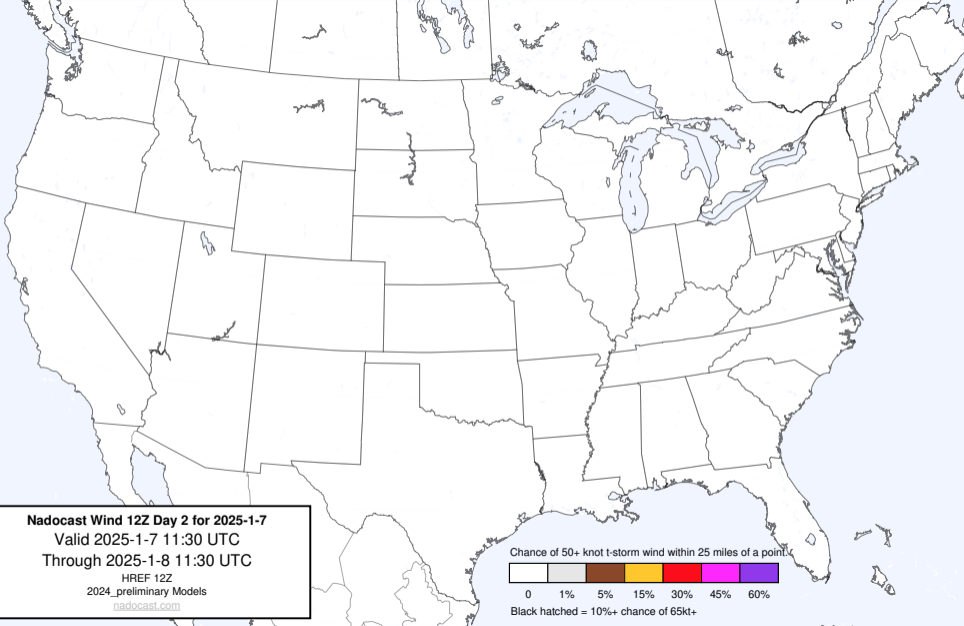 Nadocast Wind 12Z Day 2 for 2025-1-7
Valid 2025-1-7 11:30 UTC
Through 2025-1-8 11:30 UTC
HREF 12Z
2024_preliminary Models
nadocast.com
Chance of 50+ knot t-storm wind within 25 miles of a point.
0 1% 5% 15% 30% 45% 60%
Black hatched = 10%+ chance of 65kt+